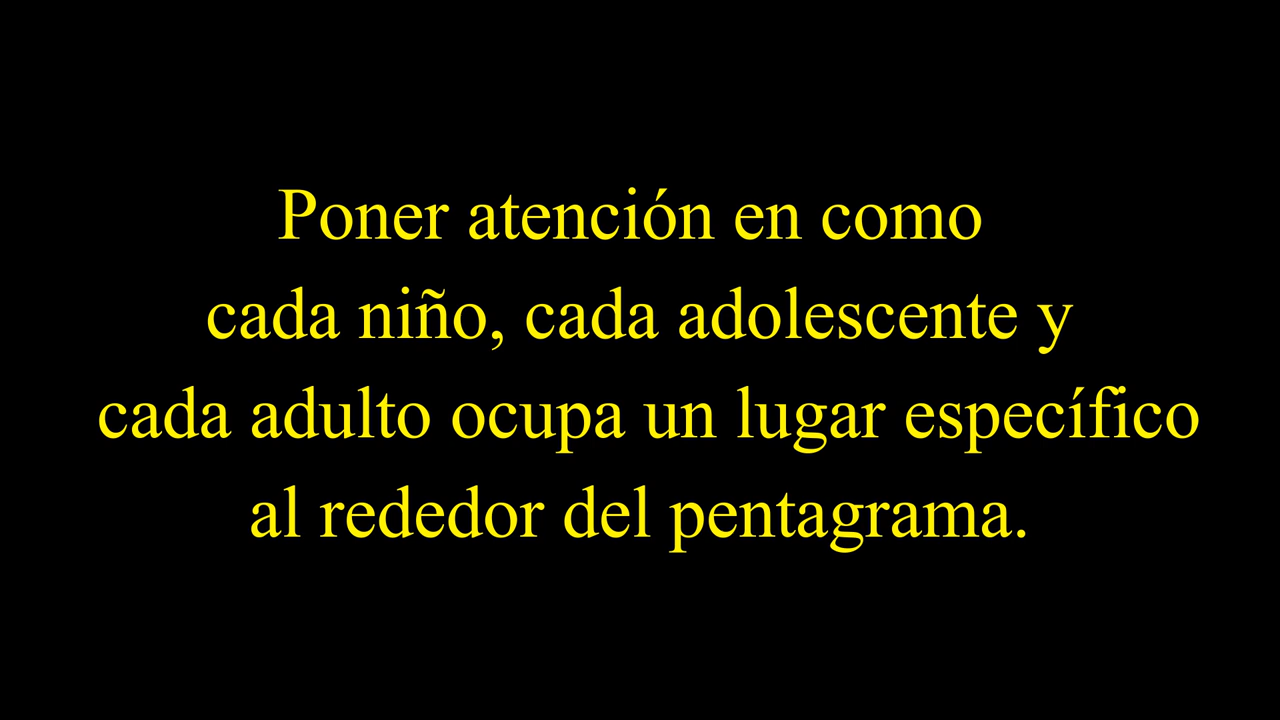 Poner atención en como
cada niño, cada adolescente y
cada adulto ocupa un lugar específico
al rededor del pentagrama.